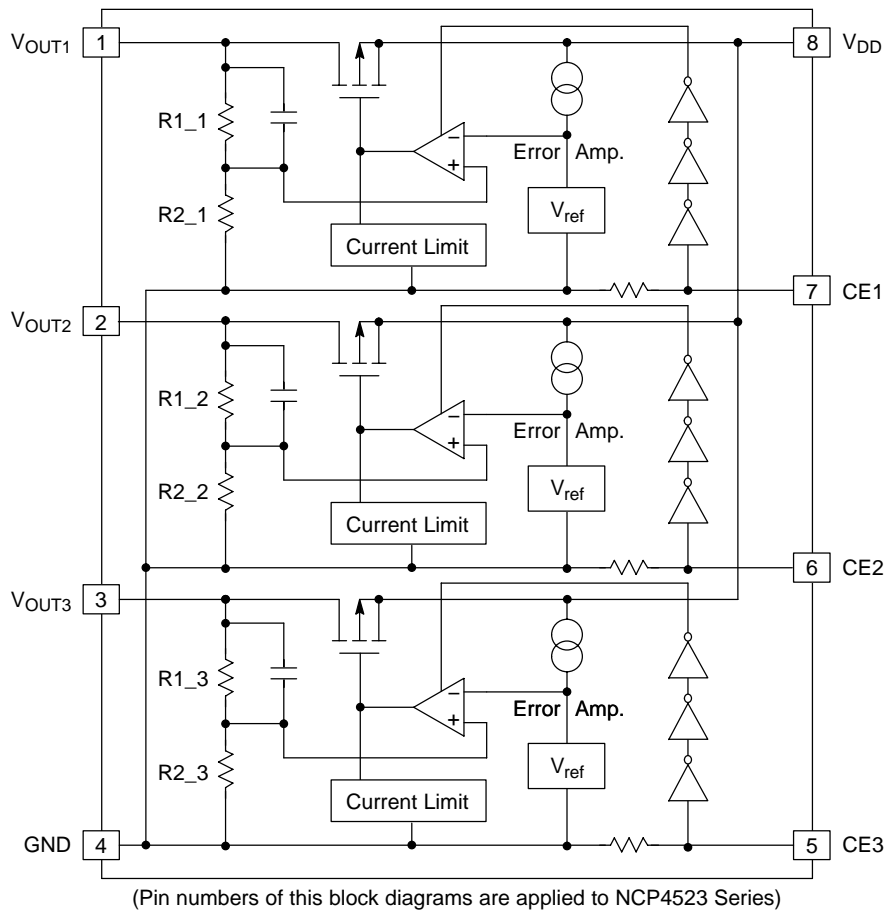 VOUT1 1 8 VDD
R1_1
− Error Amp.
+
R2_1 Vref
Current Limit
7 CE1
VOUT2 2
R1_2
− Error Amp.
+
R2_2 Vref
Current Limit
6 CE2
VOUT3 3
R1_3
− Error Amp.
+
R2_3 Vref
Current Limit
GND 4 5 CE3
(Pin numbers of this block diagrams are applied to NCP4523 Series)